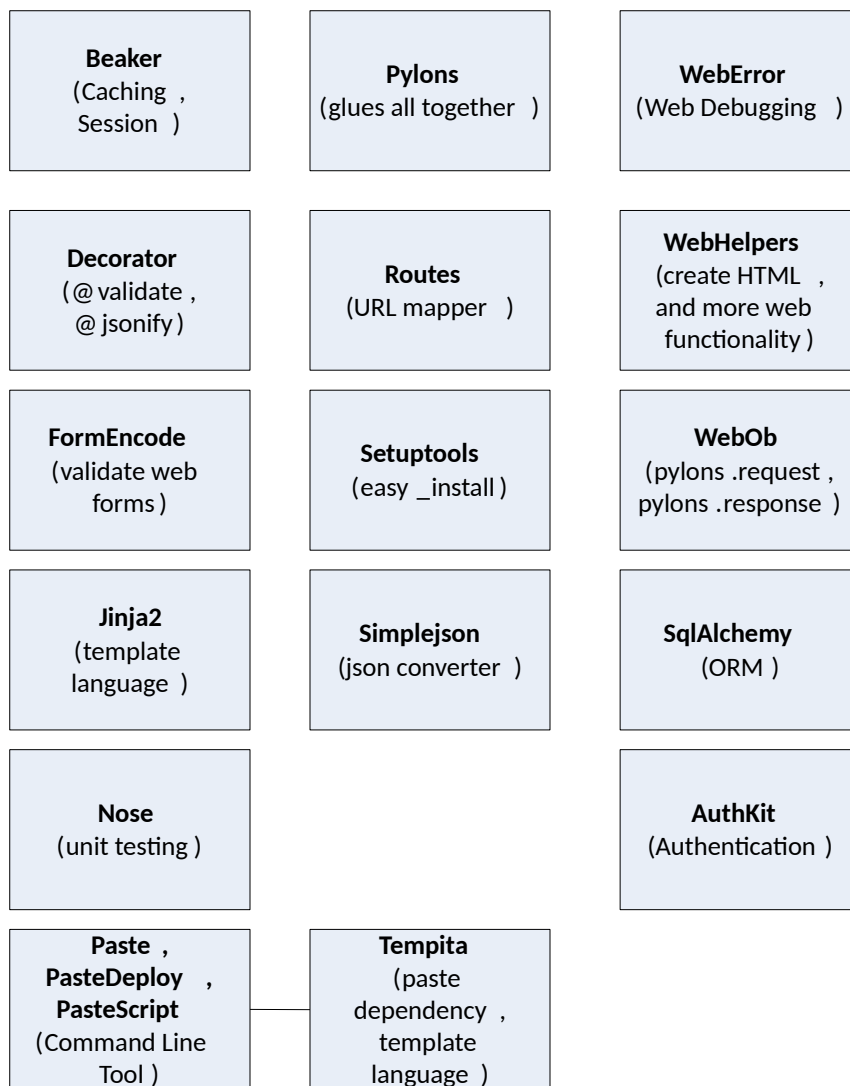 Beaker
(Caching ,
Session )
Pylons
(glues all together )
WebError
(Web Debugging )
Decorator
(@ validate ,
@ jsonify )
Routes
(URL mapper )
WebHelpers
(create HTML ,
and more web
functionality )
FormEncode
(validate web
forms )
Setuptools
(easy _install )
WebOb
(pylons .request ,
pylons .response )
Jinja2
(template
language )
Simplejson
(json converter )
SqlAlchemy
(ORM )
Nose
(unit testing )
AuthKit
(Authentication )
Paste ,
PasteDeploy ,
PasteScript
(Command Line
Tool )
Tempita
(paste
dependency ,
template
language )